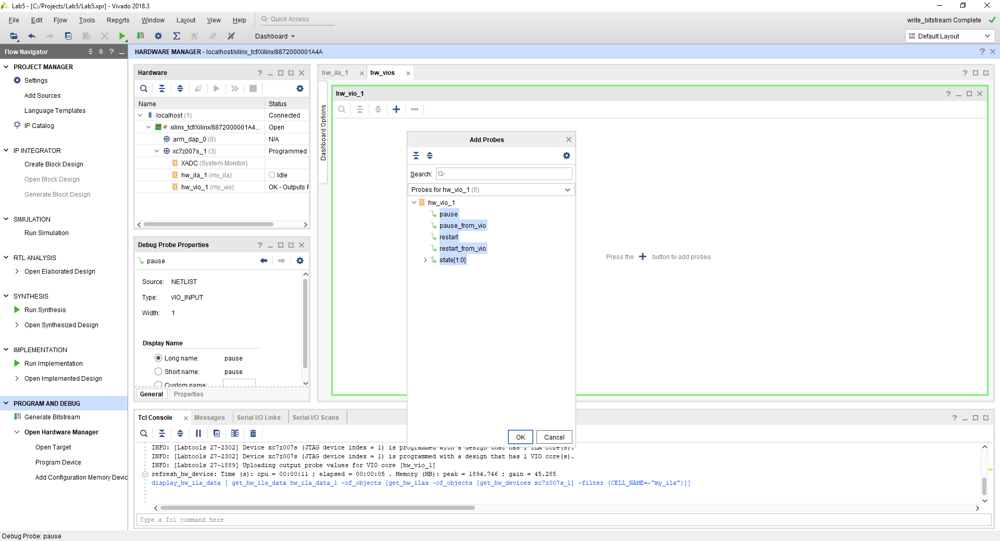 Lab5 - [C:/Projects/Lab5/Lab5.xpr] - Vivado 2018.3
File Edit Flow Tools Reports Window Layout View Help Quick Access
write_bitstream Complete
Dashboard
Default Layout
Flow Navigator
HARDWARE MANAGER - localhost/xilinx_tcf/Xilinx/8872000001A4A
PROJECT MANAGER
Settings
Add Sources
Language Templates
IP Catalog
IP INTEGRATOR
Create Block Design
Open Block Design
Generate Block Design
SIMULATION
Run Simulation
RTL ANALYSIS
Open Elaborated Design
SYNTHESIS
Run Synthesis
Open Synthesized Design
IMPLEMENTATION
Run Implementation
Open Implemented Design
PROGRAM AND DEBUG
Generate Bitstream
Open Hardware Manager
Open Target
Program Device
Add Configuration Memory Devic
Hardware
Name Status
localhost (1) Connected
xilinx_tcf/Xilinx/8872000001A4... Open
arm_dap_0 (0) N/A
xc7z007s_1 (3) Programmed
XADC (System Monitor)
hw_ila_1 (my_ila) Idle
hw_vio_1 (my_vio) OK - Outputs F
Debug Probe Properties
pause
Source: NETLIST
Type: VIO_INPUT
Width: 1
Display Name
Long name: pause
Short name: pause
Custom name:
General Properties
hw_ila_1 hw_vios
Dashboard Options
hw_vio_1
Press the + button to add probes.
Add Probes
Search:
Probes for hw_vio_1 (5)
hw_vio_1
pause
pause_from_vio
restart
restart_from_vio
state[1:0]
OK Cancel
Tcl Console Messages Serial I/O Links Serial I/O Scans
INFO: [Labtools 27-2302] Device xc7z007s (JTAG device index = 1) is programmed with a design that has 1 ILA core(s).
INFO: [Labtools 27-2302] Device xc7z007s (JTAG device index = 1) is programmed with a design that has 1 VIO core(s).
INFO: [Labtools 27-1889] Uploading output probe values for VIO core [hw_vio_1]
refresh_hw_device: Time (s): cpu = 00:00:11 ; elapsed = 00:00:05 . Memory (MB): peak = 1894.746 ; gain = 45.285
display_hw_ila_data [ get_hw_ila_data hw_ila_data_1 -of_objects [get_hw_ilas -of_objects [get_hw_devices xc7z007s_1] -filter {CELL_NAME=~"my_ila"}]]
Type a Tcl command here
Debug Probe: pause